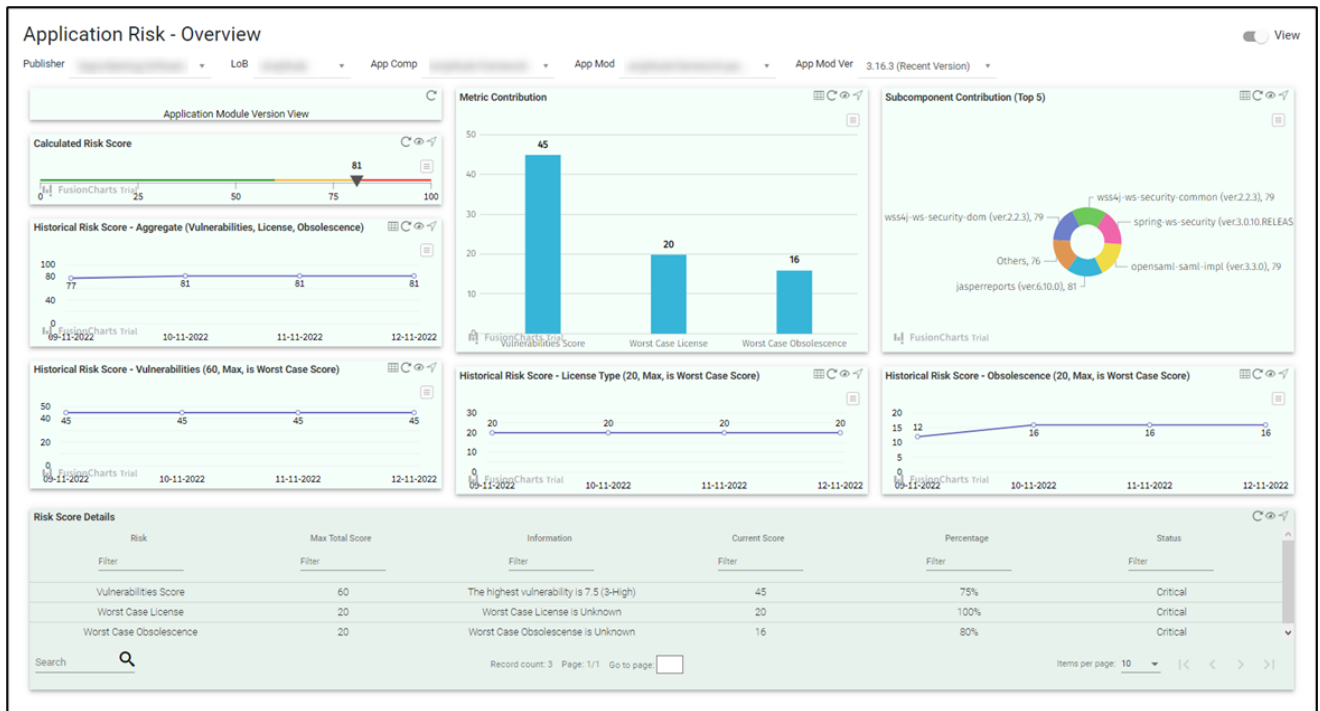 Application Risk - Overview
View
Publisher
LoB
App Comp
App Mod
App Mod Ver 3.16.3 (Recent Version)
Application Module Version View
Calculated Risk Score
81
0 25 50 75 100
FusionCharts Trial
Historical Risk Score - Aggregate (Vulnerabilities, License, Obsolescence)
100
80
40
0
77 81 81 81
FusionCharts Trial
09-11-2022 10-11-2022 11-11-2022 12-11-2022
Metric Contribution
50
40
30
20
10
0
45
20
16
FusionCharts Trial
Vulnerabilities Score Worst Case License Worst Case Obsolescence
Subcomponent Contribution (Top 5)
wss4j-ws-security-common (ver.2.2.3), 79
wss4j-ws-security-dom (ver.2.2.3), 79
spring-ws-security (ver.3.0.10.RELEAS
Others, 76
opensaml-saml-impl (ver.3.3.0), 79
jasperreports (ver.6.10.0), 81
FusionCharts Trial
Historical Risk Score - Vulnerabilities (60, Max, is Worst Case Score)
50
40
20
0
45 45 45 45
FusionCharts Trial
09-11-2022 10-11-2022 11-11-2022 12-11-2022
Historical Risk Score - License Type (20, Max, is Worst Case Score)
30
20
10
0
20 20 20 20
FusionCharts Trial
09-11-2022 10-11-2022 11-11-2022 12-11-2022
Historical Risk Score - Obsolescence (20, Max, is Worst Case Score)
20
15
10
5
0
12 16 16 16
FusionCharts Trial
09-11-2022 10-11-2022 11-11-2022 12-11-2022
Risk Score Details
Risk Max Total Score Information Current Score Percentage Status
Filter Filter Filter Filter Filter Filter
Vulnerabilities Score 60 The highest vulnerability is 7.5 (3-High) 45 75% Critical
Worst Case License 20 Worst Case License is Unknown 20 100% Critical
Worst Case Obsolescence 20 Worst Case Obsolescense is Unknown 16 80% Critical
Search
Record count: 3 Page: 1/1 Go to page:
Items per page: 10